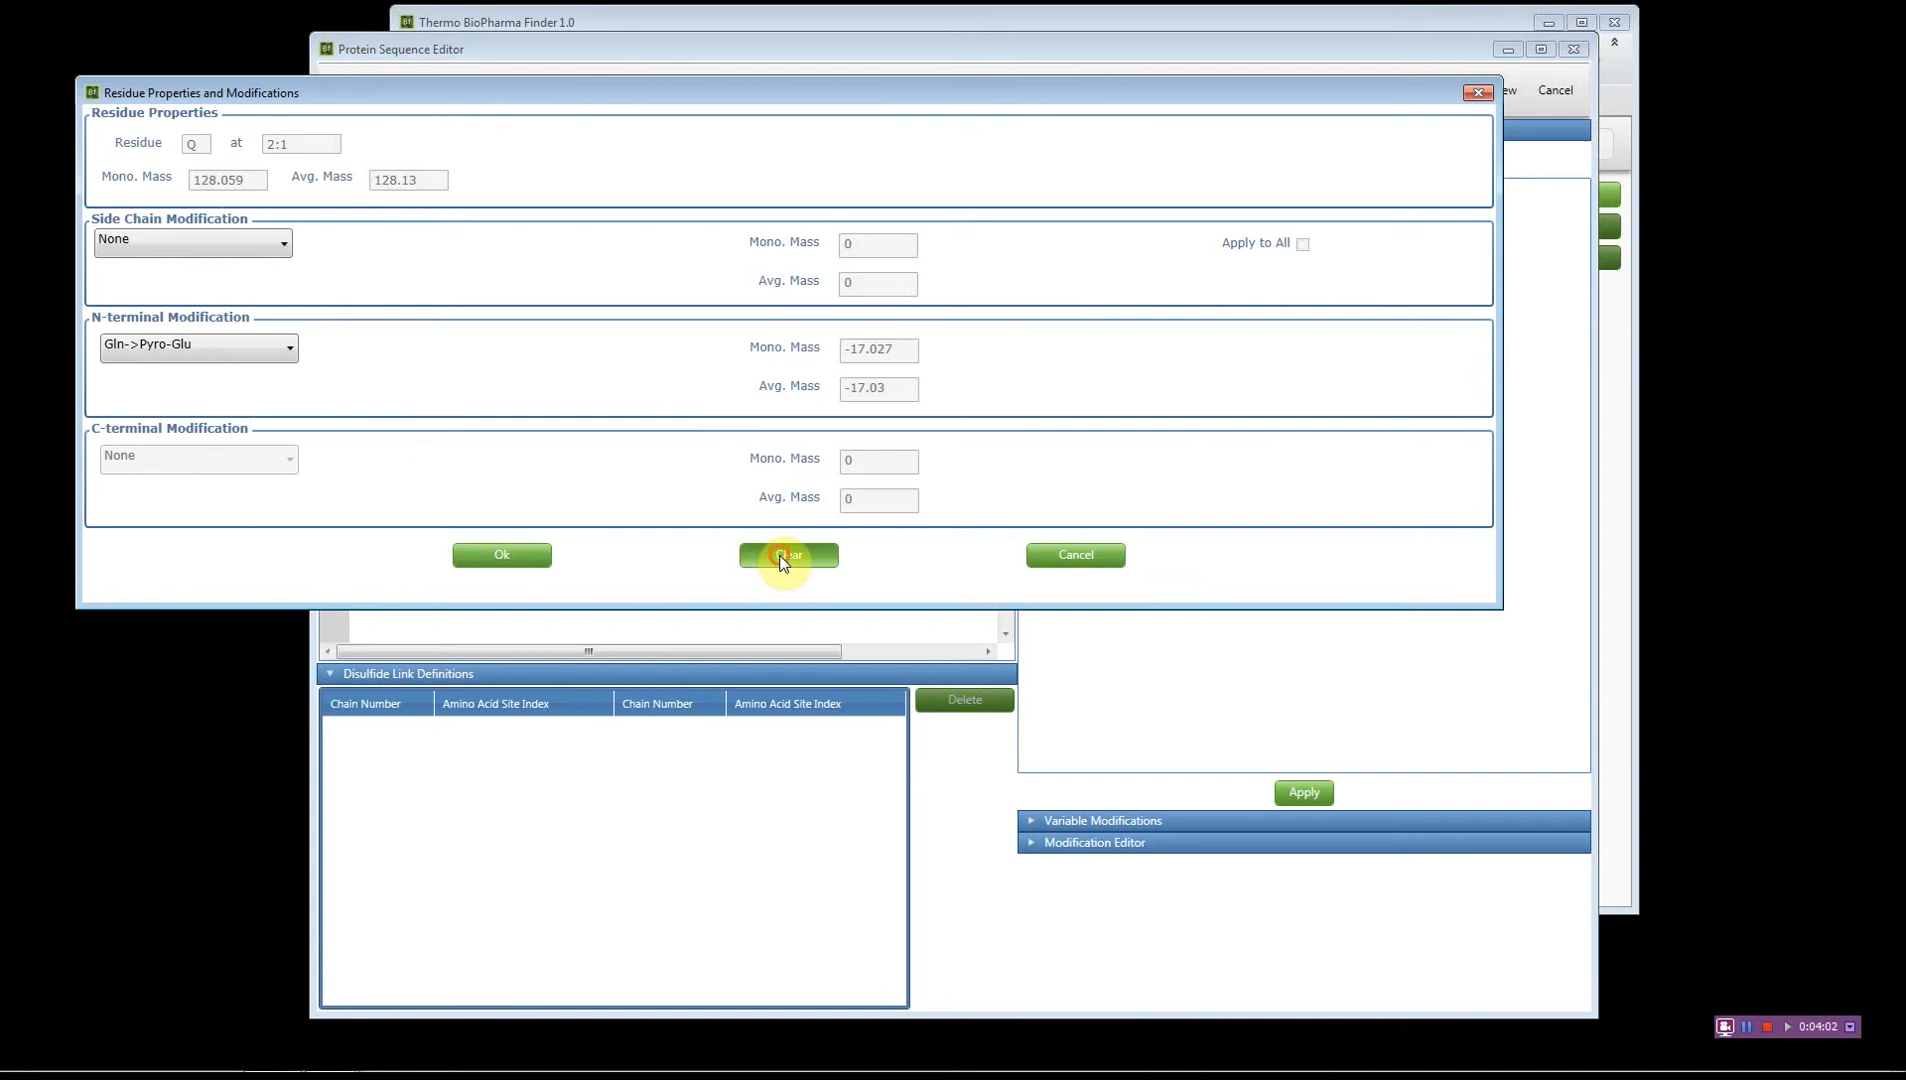 Thermo BioPharma Finder 1.0
Protein Sequence Editor
Cancel
Residue Properties and Modifications
Residue Properties
Residue Q at 2:1
Mono. Mass 128.059 Avg. Mass 128.13
Side Chain Modification
None Mono. Mass 0 Apply to All
Avg. Mass 0
N-terminal Modification
Gln->Pyro-Glu Mono. Mass -17.027
Avg. Mass -17.03
C-terminal Modification
None Mono. Mass 0
Avg. Mass 0
Ok Clear Cancel
Disulfide Link Definitions
Chain Number Amino Acid Site Index Chain Number Amino Acid Site Index Delete
Apply
Variable Modifications
Modification Editor
0:04:02